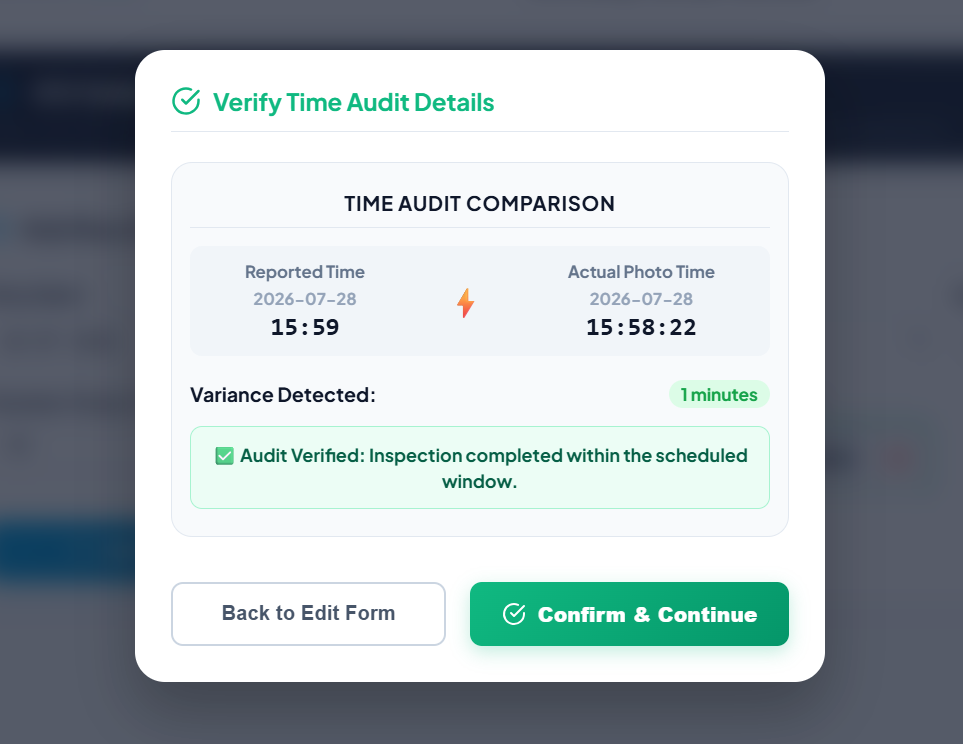 Verify Time Audit Details
TIME AUDIT COMPARISON
Reported Time
2026-07-28
15:59
Actual Photo Time
2026-07-28
15:58:22
Variance Detected:
1 minutes
✅ Audit Verified: Inspection completed within the scheduled
window.
Back to Edit Form
Confirm & Continue